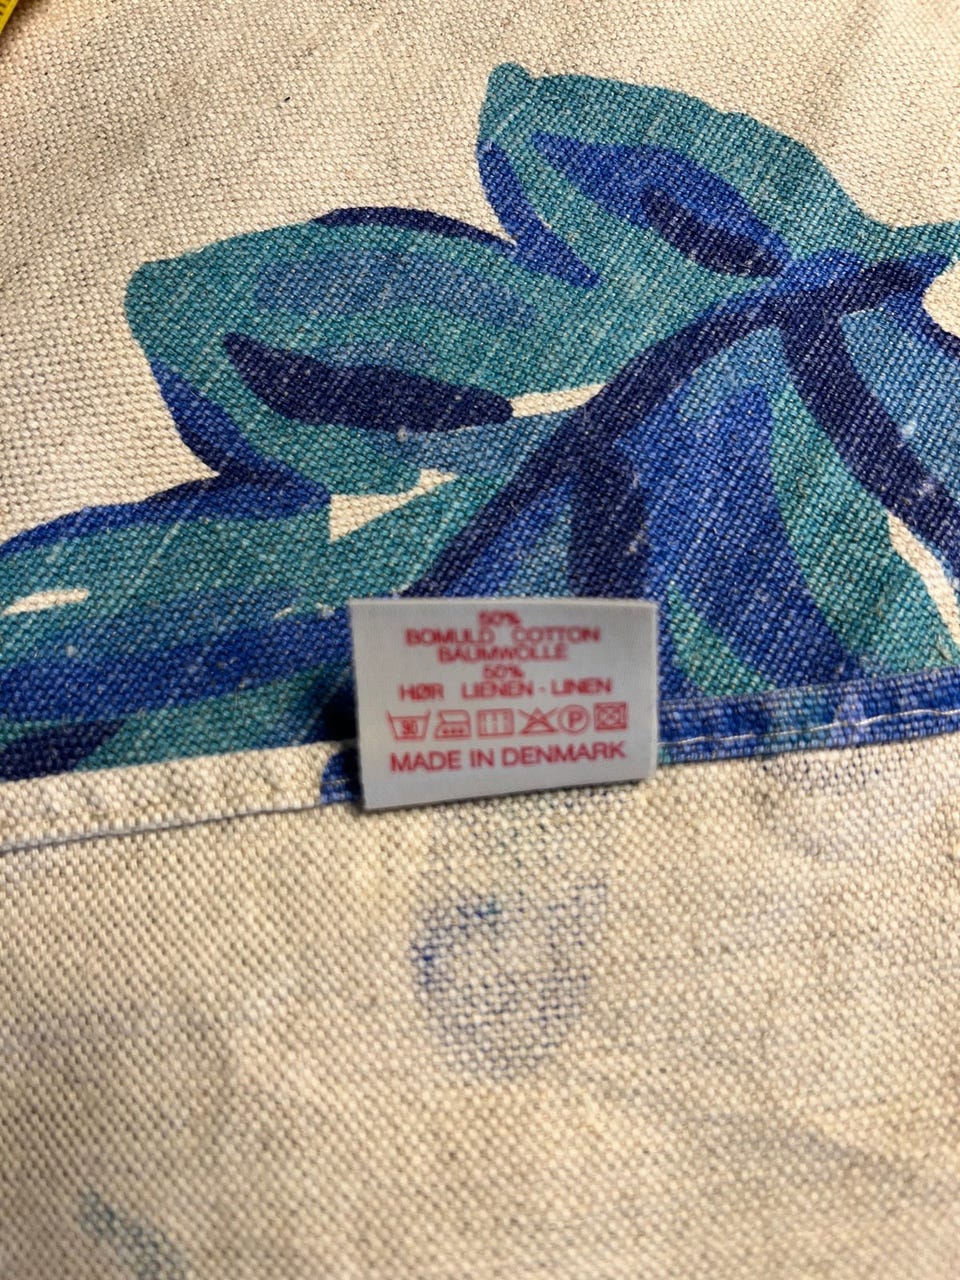 50%
BOMULD COTTON
BAUMWOLLE
50%
HØR LIENEN - LINEN
P
MADE IN DENMARK